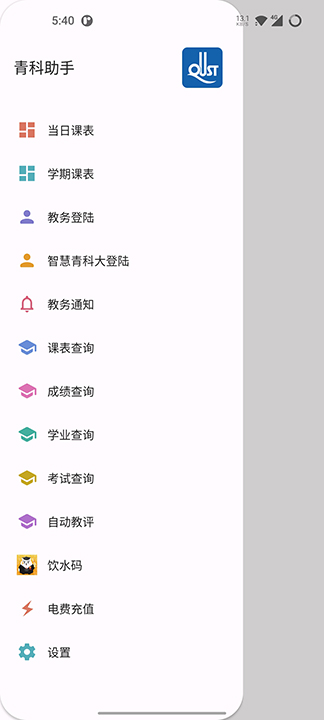 5:40
13.1
4G
青科助手
QUST
当日课表
学期课表
教务登陆
智慧青科大登陆
教务通知
课表查询
成绩查询
学业查询
考试查询
自动教评
饮水码
电费充值
设置